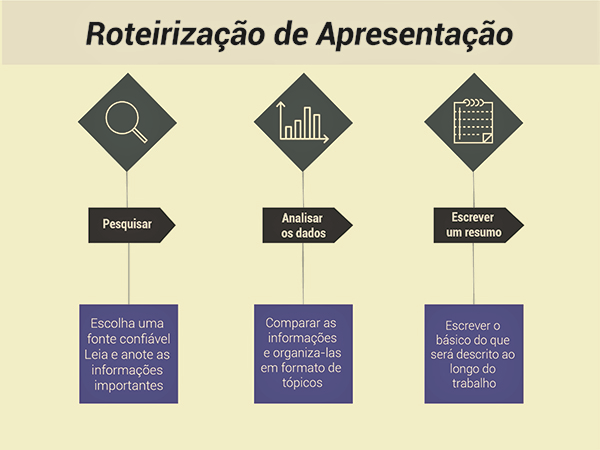 Roteirização de Apresentação
Pesquisar
Analisar
os dados
Escrever
um resumo
Escolha uma
fonte confiável
Leia e anote as
informações
importantes
Comparar as
informações
e organiza-las
em formato de
tópicos
Escrever o
básico do que
será descrito ao
longo do
trabalho